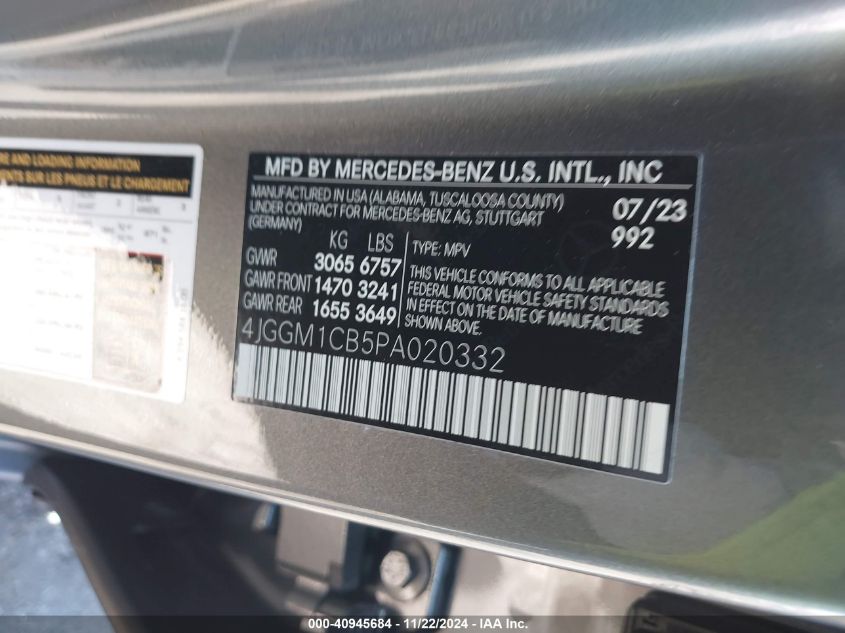 RE AND LOADING INFORMATION
MENTS SUR LES PNEUS ET LE CHARGEMENT
MFD BY MERCEDES-BENZ U.S. INTL., INC
MANUFACTURED IN USA (ALABAMA, TUSCALOOSA COUNTY)
UNDER CONTRACT FOR MERCEDES-BENZ AG, STUTTGART
(GERMANY)
07/23
992
KG LBS
GVWR 3065 6757
GAWR FRONT 1470 3241
GAWR REAR 1655 3649
TYPE: MPV
THIS VEHICLE CONFORMS TO ALL APPLICABLE
FEDERAL MOTOR VEHICLE SAFETY STANDARDS
IN EFFECT ON THE DATE OF MANUFACTURE
SHOWN ABOVE.
4JGGM1CB5PA020332
000-40945684 - 11/22/2024 - IAA Inc.